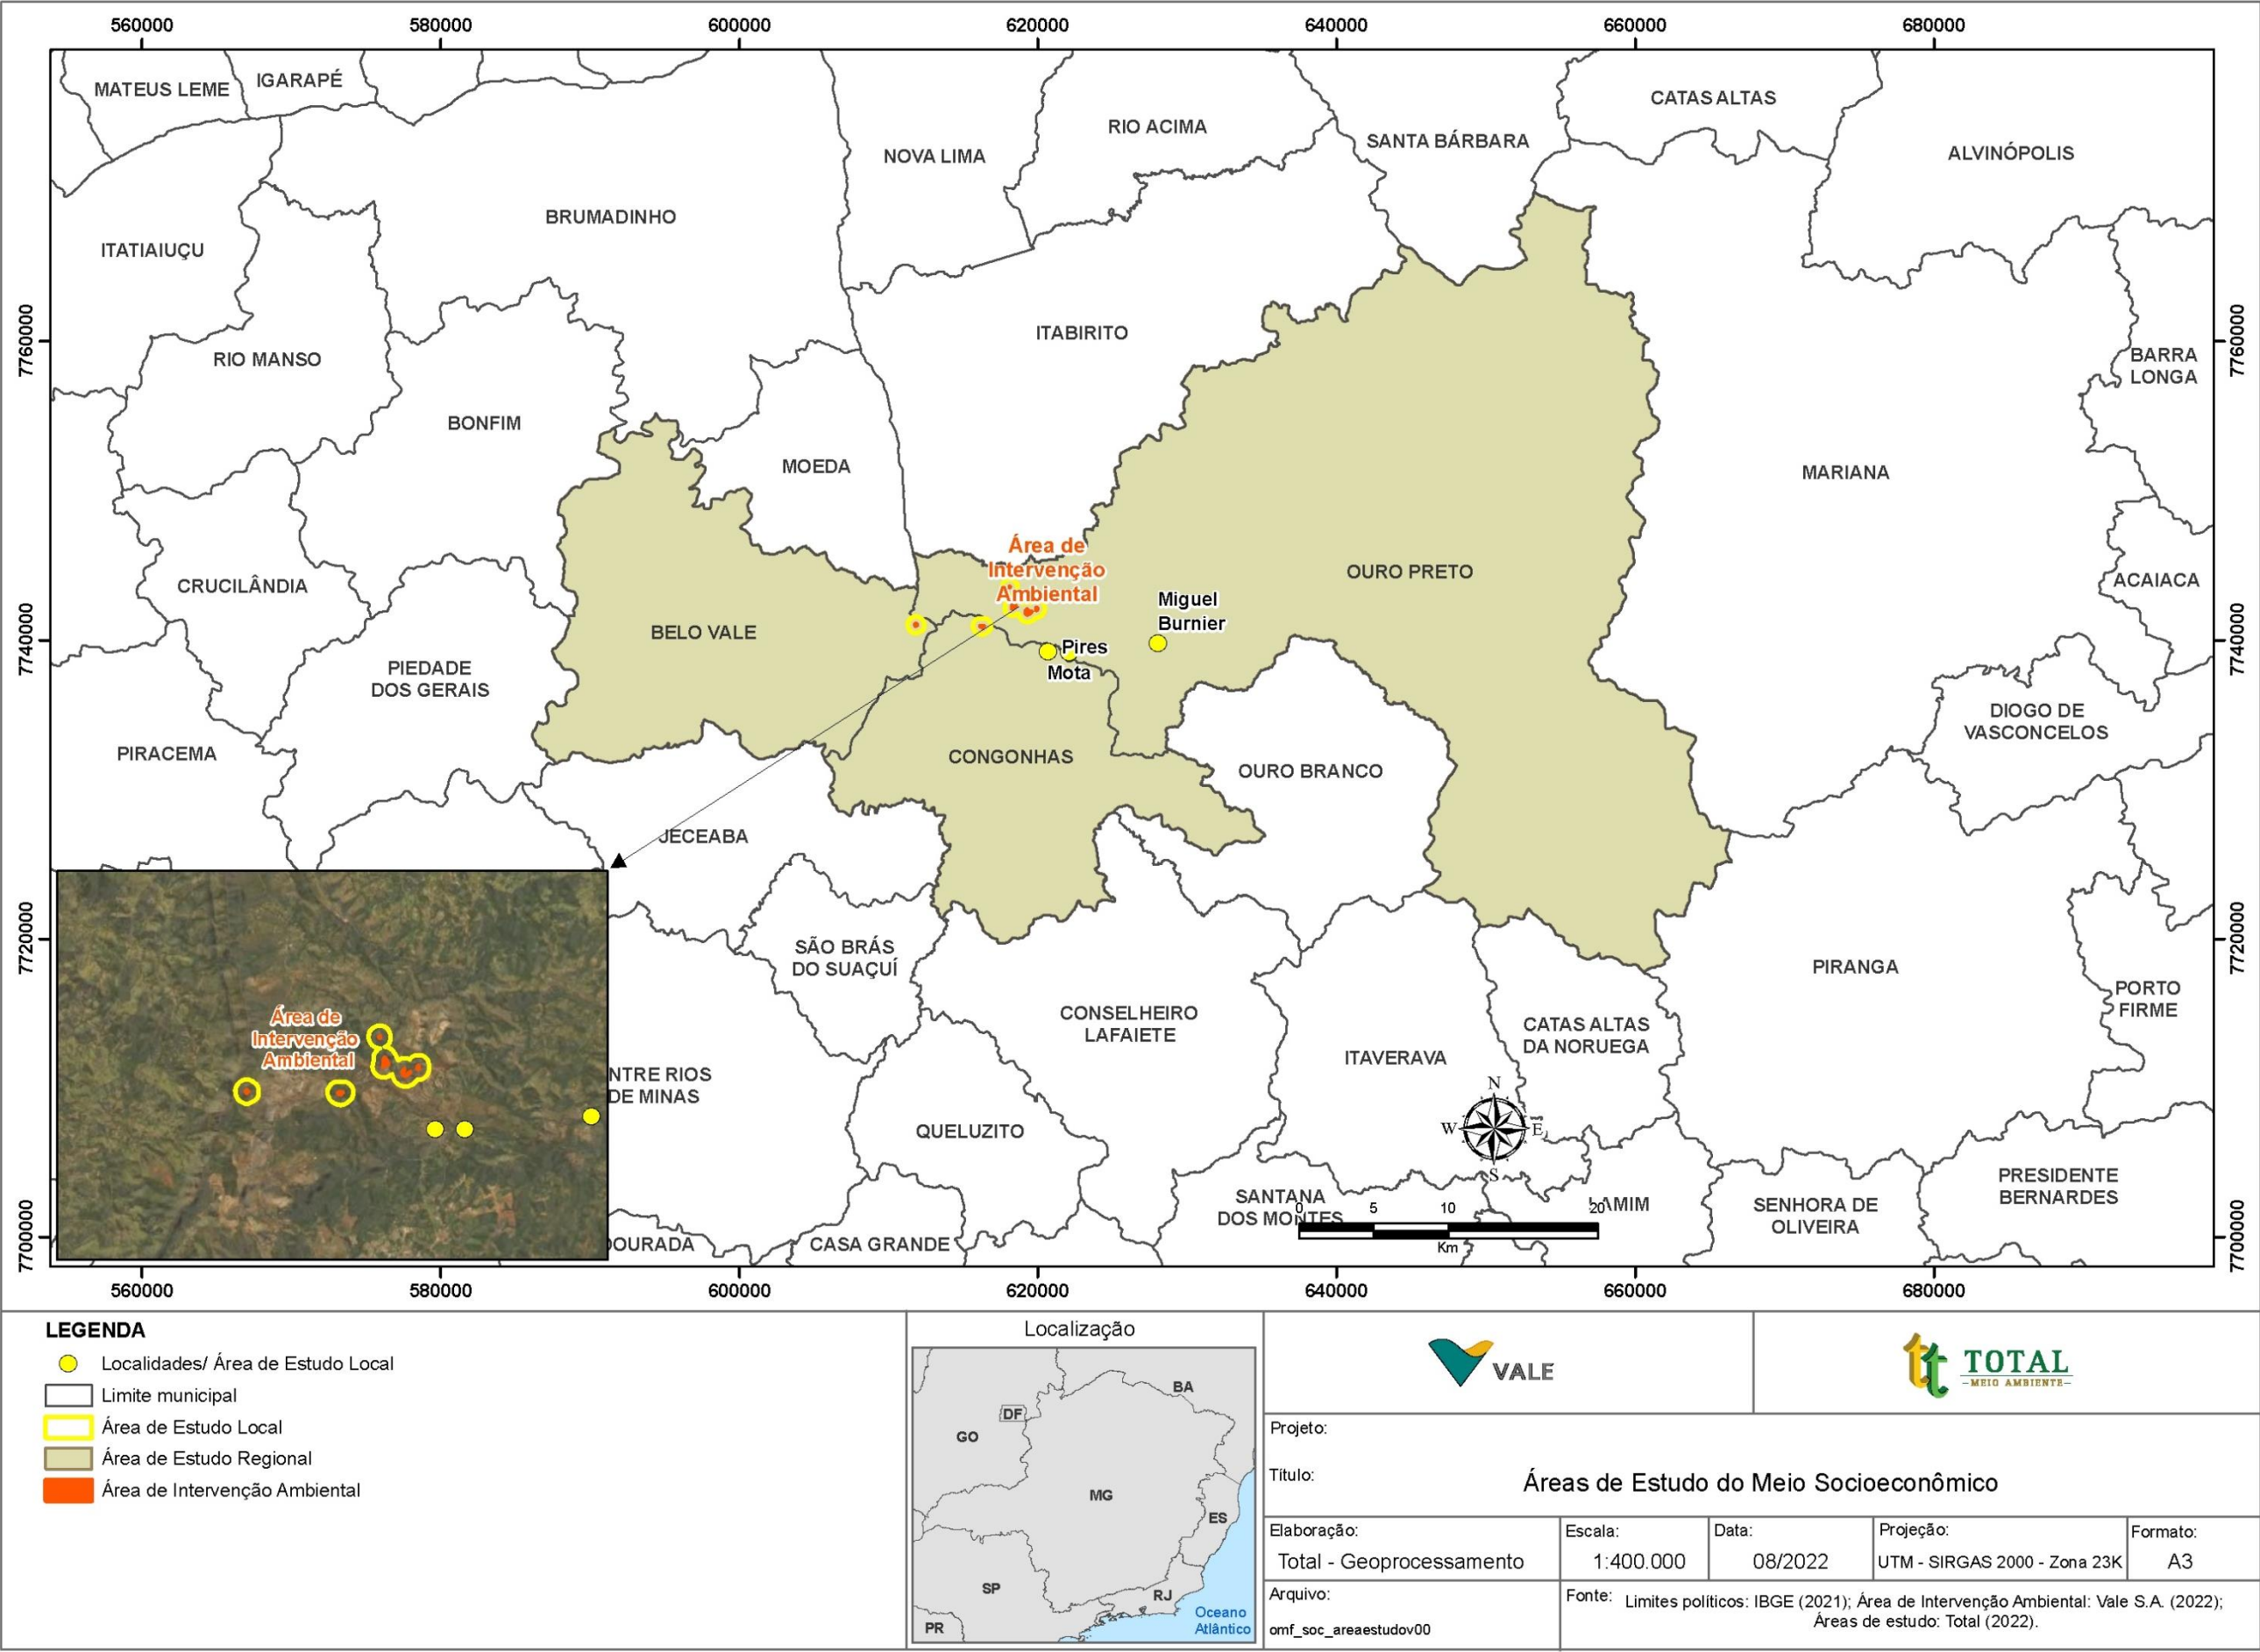 560000
580000
600000
620000
640000
660000
680000
MATEUS LEME
IGARAPÉ
NOVA LIMA
RIO ACIMA
SANTA BÁRBARA
CATAS ALTAS
ALVINÓPOLIS
ITATIAIUÇU
BRUMADINHO
7760000
7760000
RIO MANSO
BONFIM
MOEDA
ITABIRITO
MARIANA
BARRA
LONGA
CRUCILÂNDIA
BELO VALE
Área de
Intervenção
Ambiental
OURO PRETO
ACAIACA
Miguel
Burnier
Pires
Mota
7740000
7740000
PIEDADE
DOS GERAIS
PIRACEMA
CONGONHAS
OURO BRANCO
DIOGO DE
VASCONCELOS
JECEABA
7720000
7720000
SÃO BRÁS
DO SUAÇUÍ
CONSELHEIRO
LAFAIETE
ITAVERAVA
CATAS ALTAS
DA NORUEGA
PIRANGA
PORTO
FIRME
Área de
Intervenção
Ambiental
NTRE RIOS
DE MINAS
QUELUZITO
N
W
E
S
SANTANA
DOS MONTES
LAMIM
SENHORA DE
OLIVEIRA
PRESIDENTE
BERNARDES
0 5 10 20
Km
DOURADA
CASA GRANDE
7700000
7700000
560000
580000
600000
620000
640000
660000
680000
LEGENDA
Localidades/ Área de Estudo Local
Limite municipal
Área de Estudo Local
Área de Estudo Regional
Área de Intervenção Ambiental
Localização
BA
DF
GO
MG
ES
SP
RJ
PR
Oceano
Atlântico
VALE
tt TOTAL
-MEIO AMBIENTE-
Projeto:
Título:
Áreas de Estudo do Meio Socioeconômico
Elaboração:
Total - Geoprocessamento
Escala:
1:400.000
Data:
08/2022
Projeção:
UTM - SIRGAS 2000 - Zona 23K
Formato:
A3
Arquivo:
omf_soc_areaestudov00
Fonte: Limites políticos: IBGE (2021); Área de Intervenção Ambiental: Vale S.A. (2022);
Áreas de estudo: Total (2022).